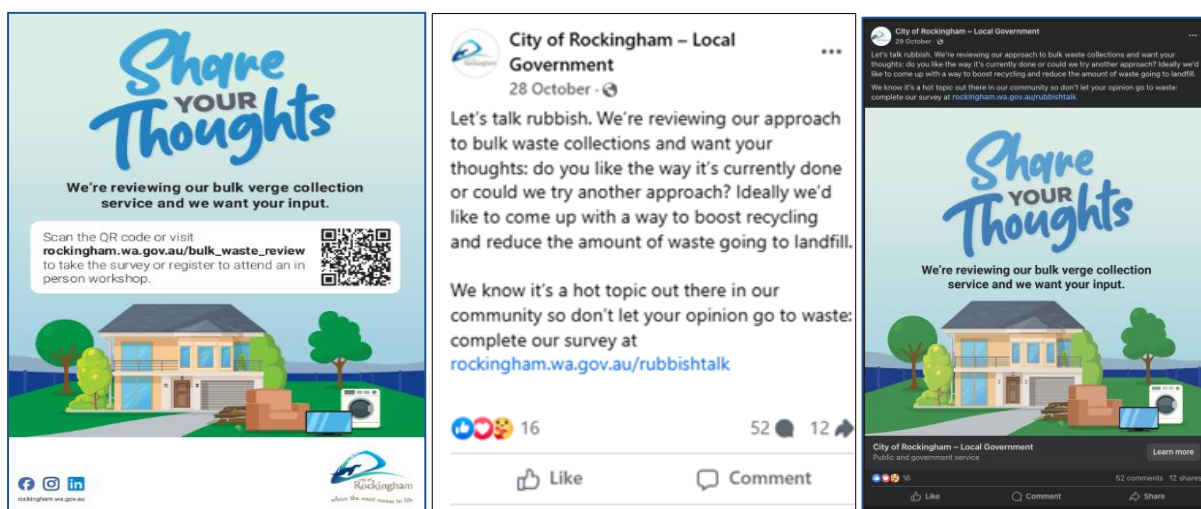 Share
YOUR
Thoughts
We're reviewing our bulk verge collection
service and we want your input.
Scan the QR code or visit
rockingham.wa.gov.au/bulk_waste_review
to take the survey or register to attend an in
person workshop.
rockingham.wa.gov.au
city of
Rockingham
where the coast comes to life
City of Rockingham – Local
Government
28 October ·
Let's talk rubbish. We're reviewing our approach
to bulk waste collections and want your
thoughts: do you like the way it's currently done
or could we try another approach? Ideally we'd
like to come up with a way to boost recycling
and reduce the amount of waste going to landfill.
We know it's a hot topic out there in our
community so don't let your opinion go to waste:
complete our survey at
rockingham.wa.gov.au/rubbishtalk
16
52 12
Like Comment
City of Rockingham – Local Government
29 October ·
Let's talk rubbish. We're reviewing our approach to bulk waste collections and want your
thoughts: do you like the way it's currently done or could we try another approach? Ideally we'd
like to come up with a way to boost recycling and reduce the amount of waste going to landfill.
We know it's a hot topic out there in our community so don't let your opinion go to waste:
complete our survey at rockingham.wa.gov.au/rubbishtalk
Share
YOUR
Thoughts
We're reviewing our bulk verge collection
service and we want your input.
City of Rockingham – Local Government
Public and government service
Learn more
16
52 comments 12 shares
Like Comment Share